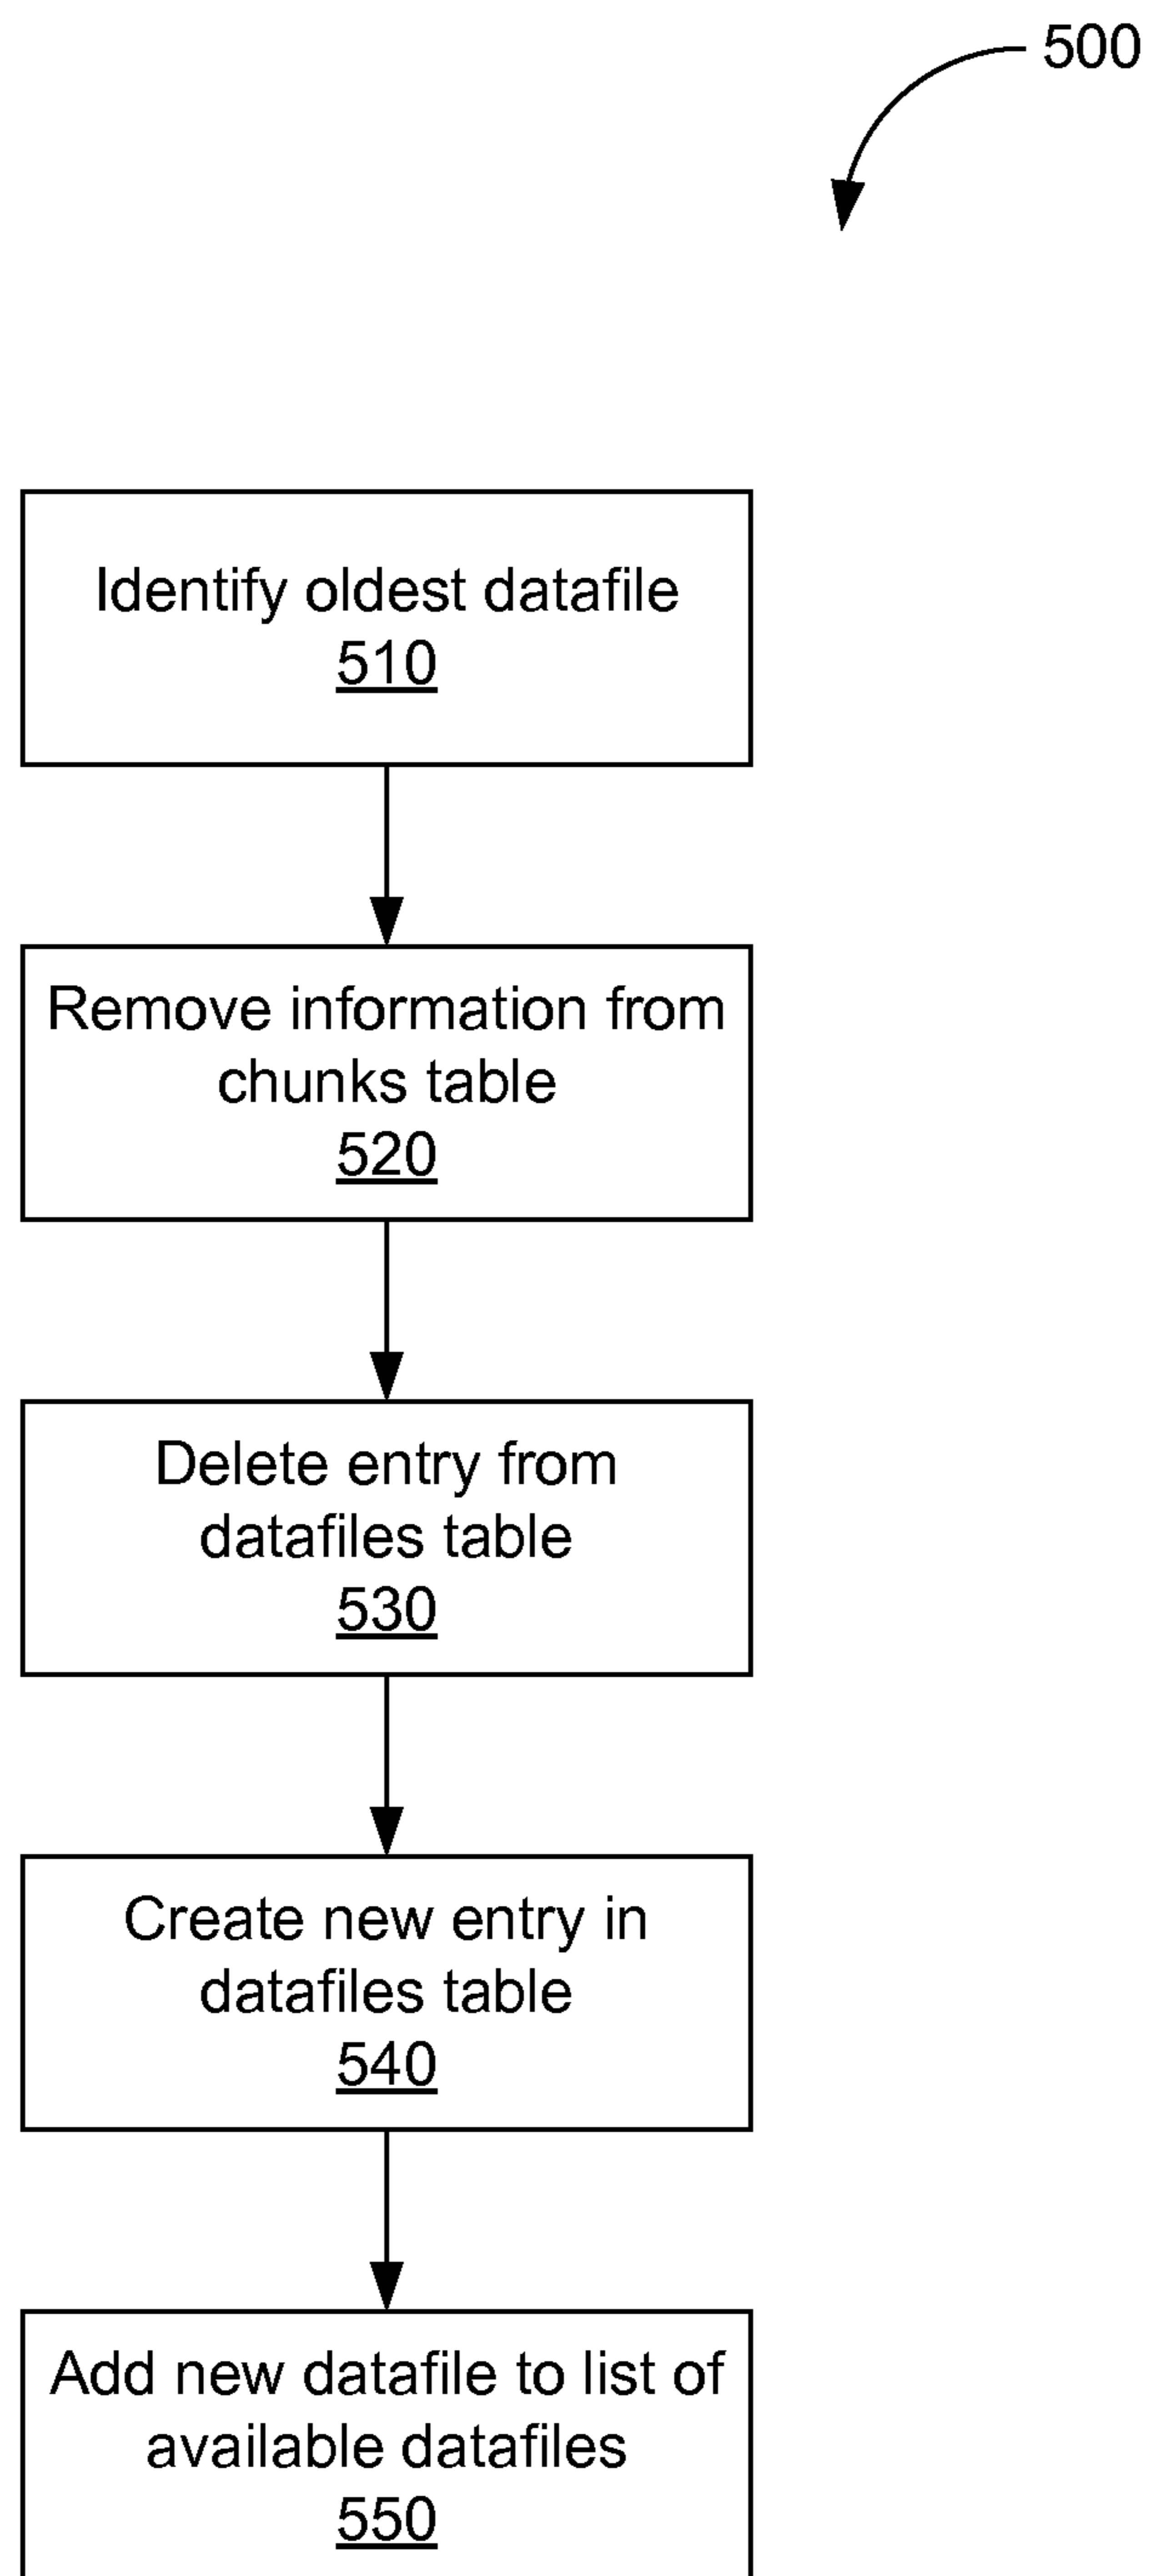 500
Identify oldest datafile
510
Remove information from
chunks table
520
Delete entry from
datafiles table
530
Create new entry in
datafiles table
540
Add new datafile to list of
available datafiles
550